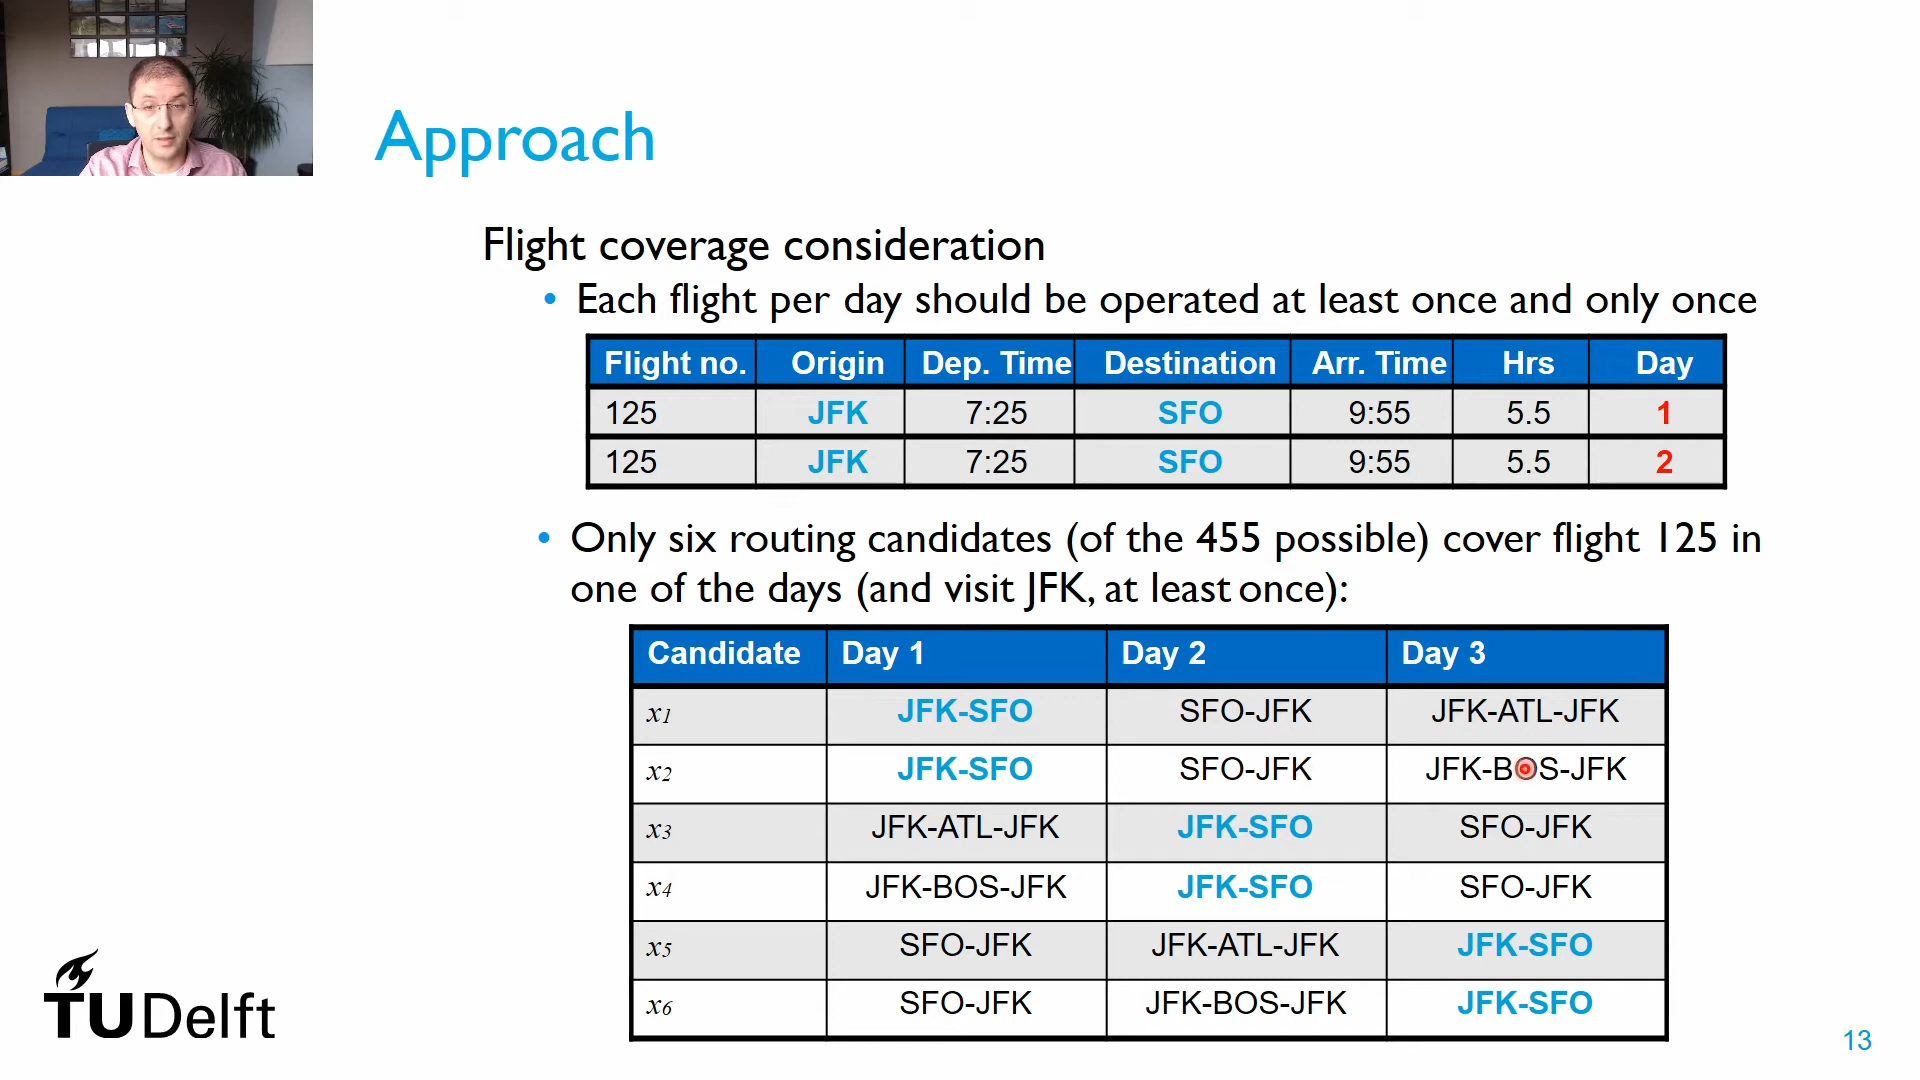 Approach
Flight coverage consideration
• Each flight per day should be operated at least once and only once
Flight no. Origin Dep. Time Destination Arr. Time Hrs Day
125 JFK 7:25 SFO 9:55 5.5 1
125 JFK 7:25 SFO 9:55 5.5 2
• Only six routing candidates (of the 455 possible) cover flight 125 in
one of the days (and visit JFK, at least once):
Candidate Day 1 Day 2 Day 3
x1 JFK-SFO SFO-JFK JFK-ATL-JFK
x2 JFK-SFO SFO-JFK JFK-BOS-JFK
x3 JFK-ATL-JFK JFK-SFO SFO-JFK
x4 JFK-BOS-JFK JFK-SFO SFO-JFK
x5 SFO-JFK JFK-ATL-JFK JFK-SFO
x6 SFO-JFK JFK-BOS-JFK JFK-SFO
TUDelft
13